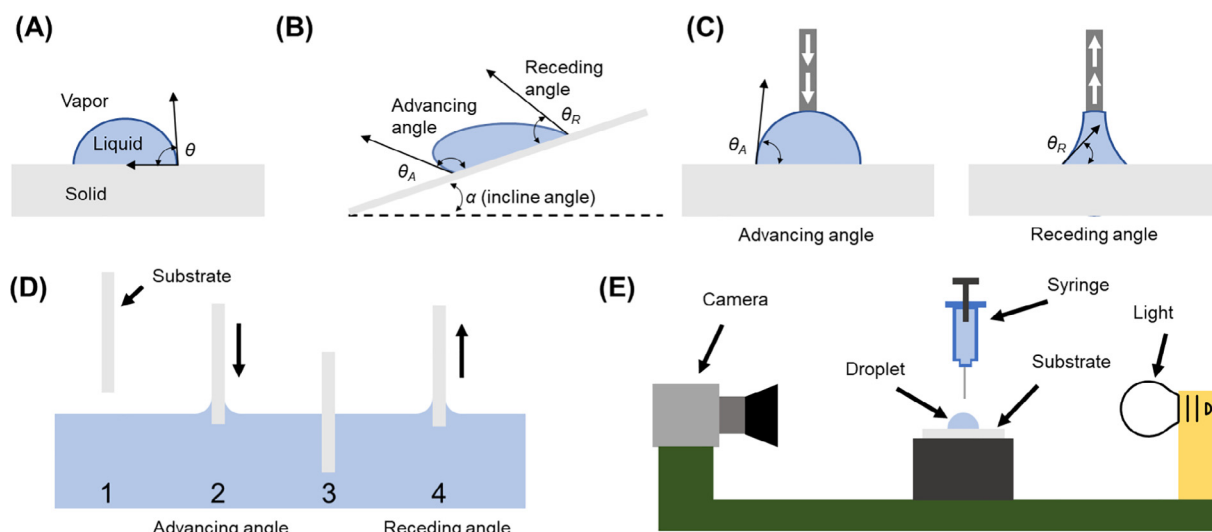 (A)
Vapor
Liquid
θ
Solid
(B)
Receding
angle
Advancing
angle
θR
θA
α (incline angle)
(C)
θA
θR
Advancing angle
Receding angle
(D)
Substrate
1 2 3 4
Advancing angle
Receding angle
(E)
Camera
Syringe
Light
Droplet
Substrate